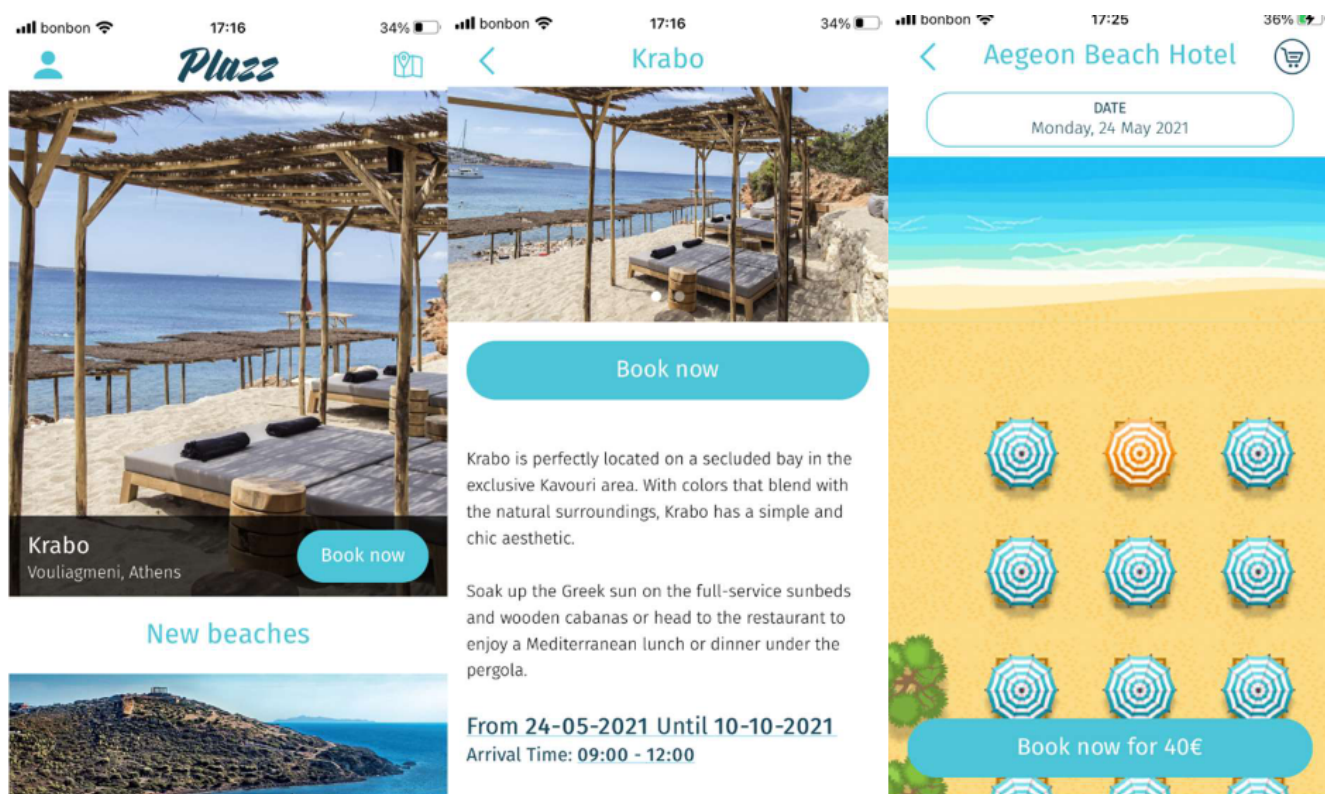 bonbon
17:16
34%
Plazz
Krabo
Vouliagmeni, Athens
Book now
New beaches
bonbon
17:16
34%
Krabo
Book now
Krabo is perfectly located on a secluded bay in the
exclusive Kavouri area. With colors that blend with
the natural surroundings, Krabo has a simple and
chic aesthetic.
Soak up the Greek sun on the full-service sunbeds
and wooden cabanas or head to the restaurant to
enjoy a Mediterranean lunch or dinner under the
pergola.
From 24-05-2021 Until 10-10-2021
Arrival Time: 09:00 - 12:00
bonbon
17:25
36%
Aegeon Beach Hotel
DATE
Monday, 24 May 2021
Book now for 40€